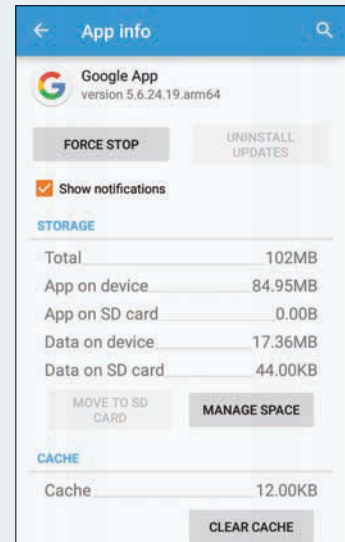 App info
Google App
version 5.6.24.19.arm64
FORCE STOP
UNINSTALL
UPDATES
Show notifications
STORAGE
Total 102MB
App on device 84.95MB
App on SD card 0.00B
Data on device 17.36MB
Data on SD card 44.00KB
MOVE TO SD
CARD
MANAGE SPACE
CACHE
Cache 12.00KB
CLEAR CACHE